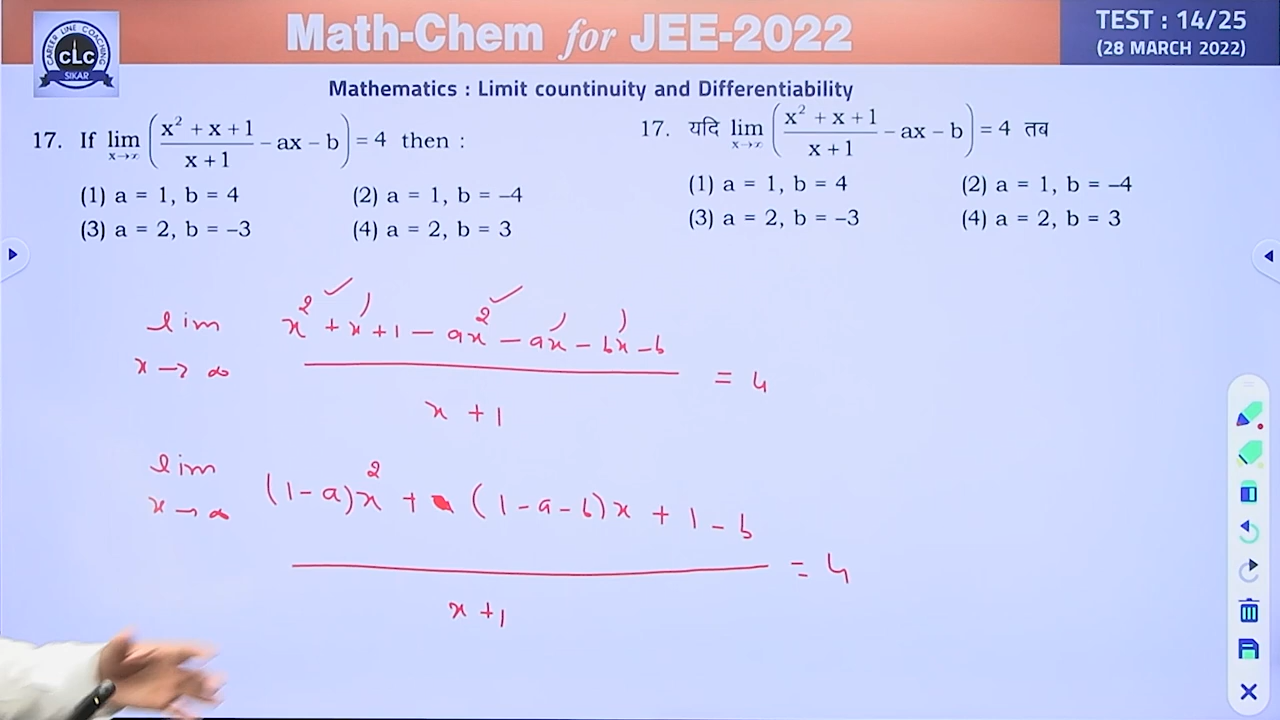 CAREER LINE COACHING
CLC
SIKAR
Math-Chem for JEE-2022
TEST : 14/25
(28 MARCH 2022)
Mathematics : Limit countinuity and Differentiability
17. If lim x→∞ ( (x² + x + 1)/(x + 1) – ax – b ) = 4 then :
(1) a = 1, b = 4 (2) a = 1, b = –4
(3) a = 2, b = –3 (4) a = 2, b = 3
17. यदि lim x→∞ ( (x² + x + 1)/(x + 1) – ax – b ) = 4 तब
(1) a = 1, b = 4 (2) a = 1, b = –4
(3) a = 2, b = –3 (4) a = 2, b = 3
lim x→∞ (x² + x + 1 – ax² – ax – bx – b)/(x + 1) = 4
lim x→∞ ((1–a)x² + (1–a–b)x + 1 – b)/(x + 1) = 4